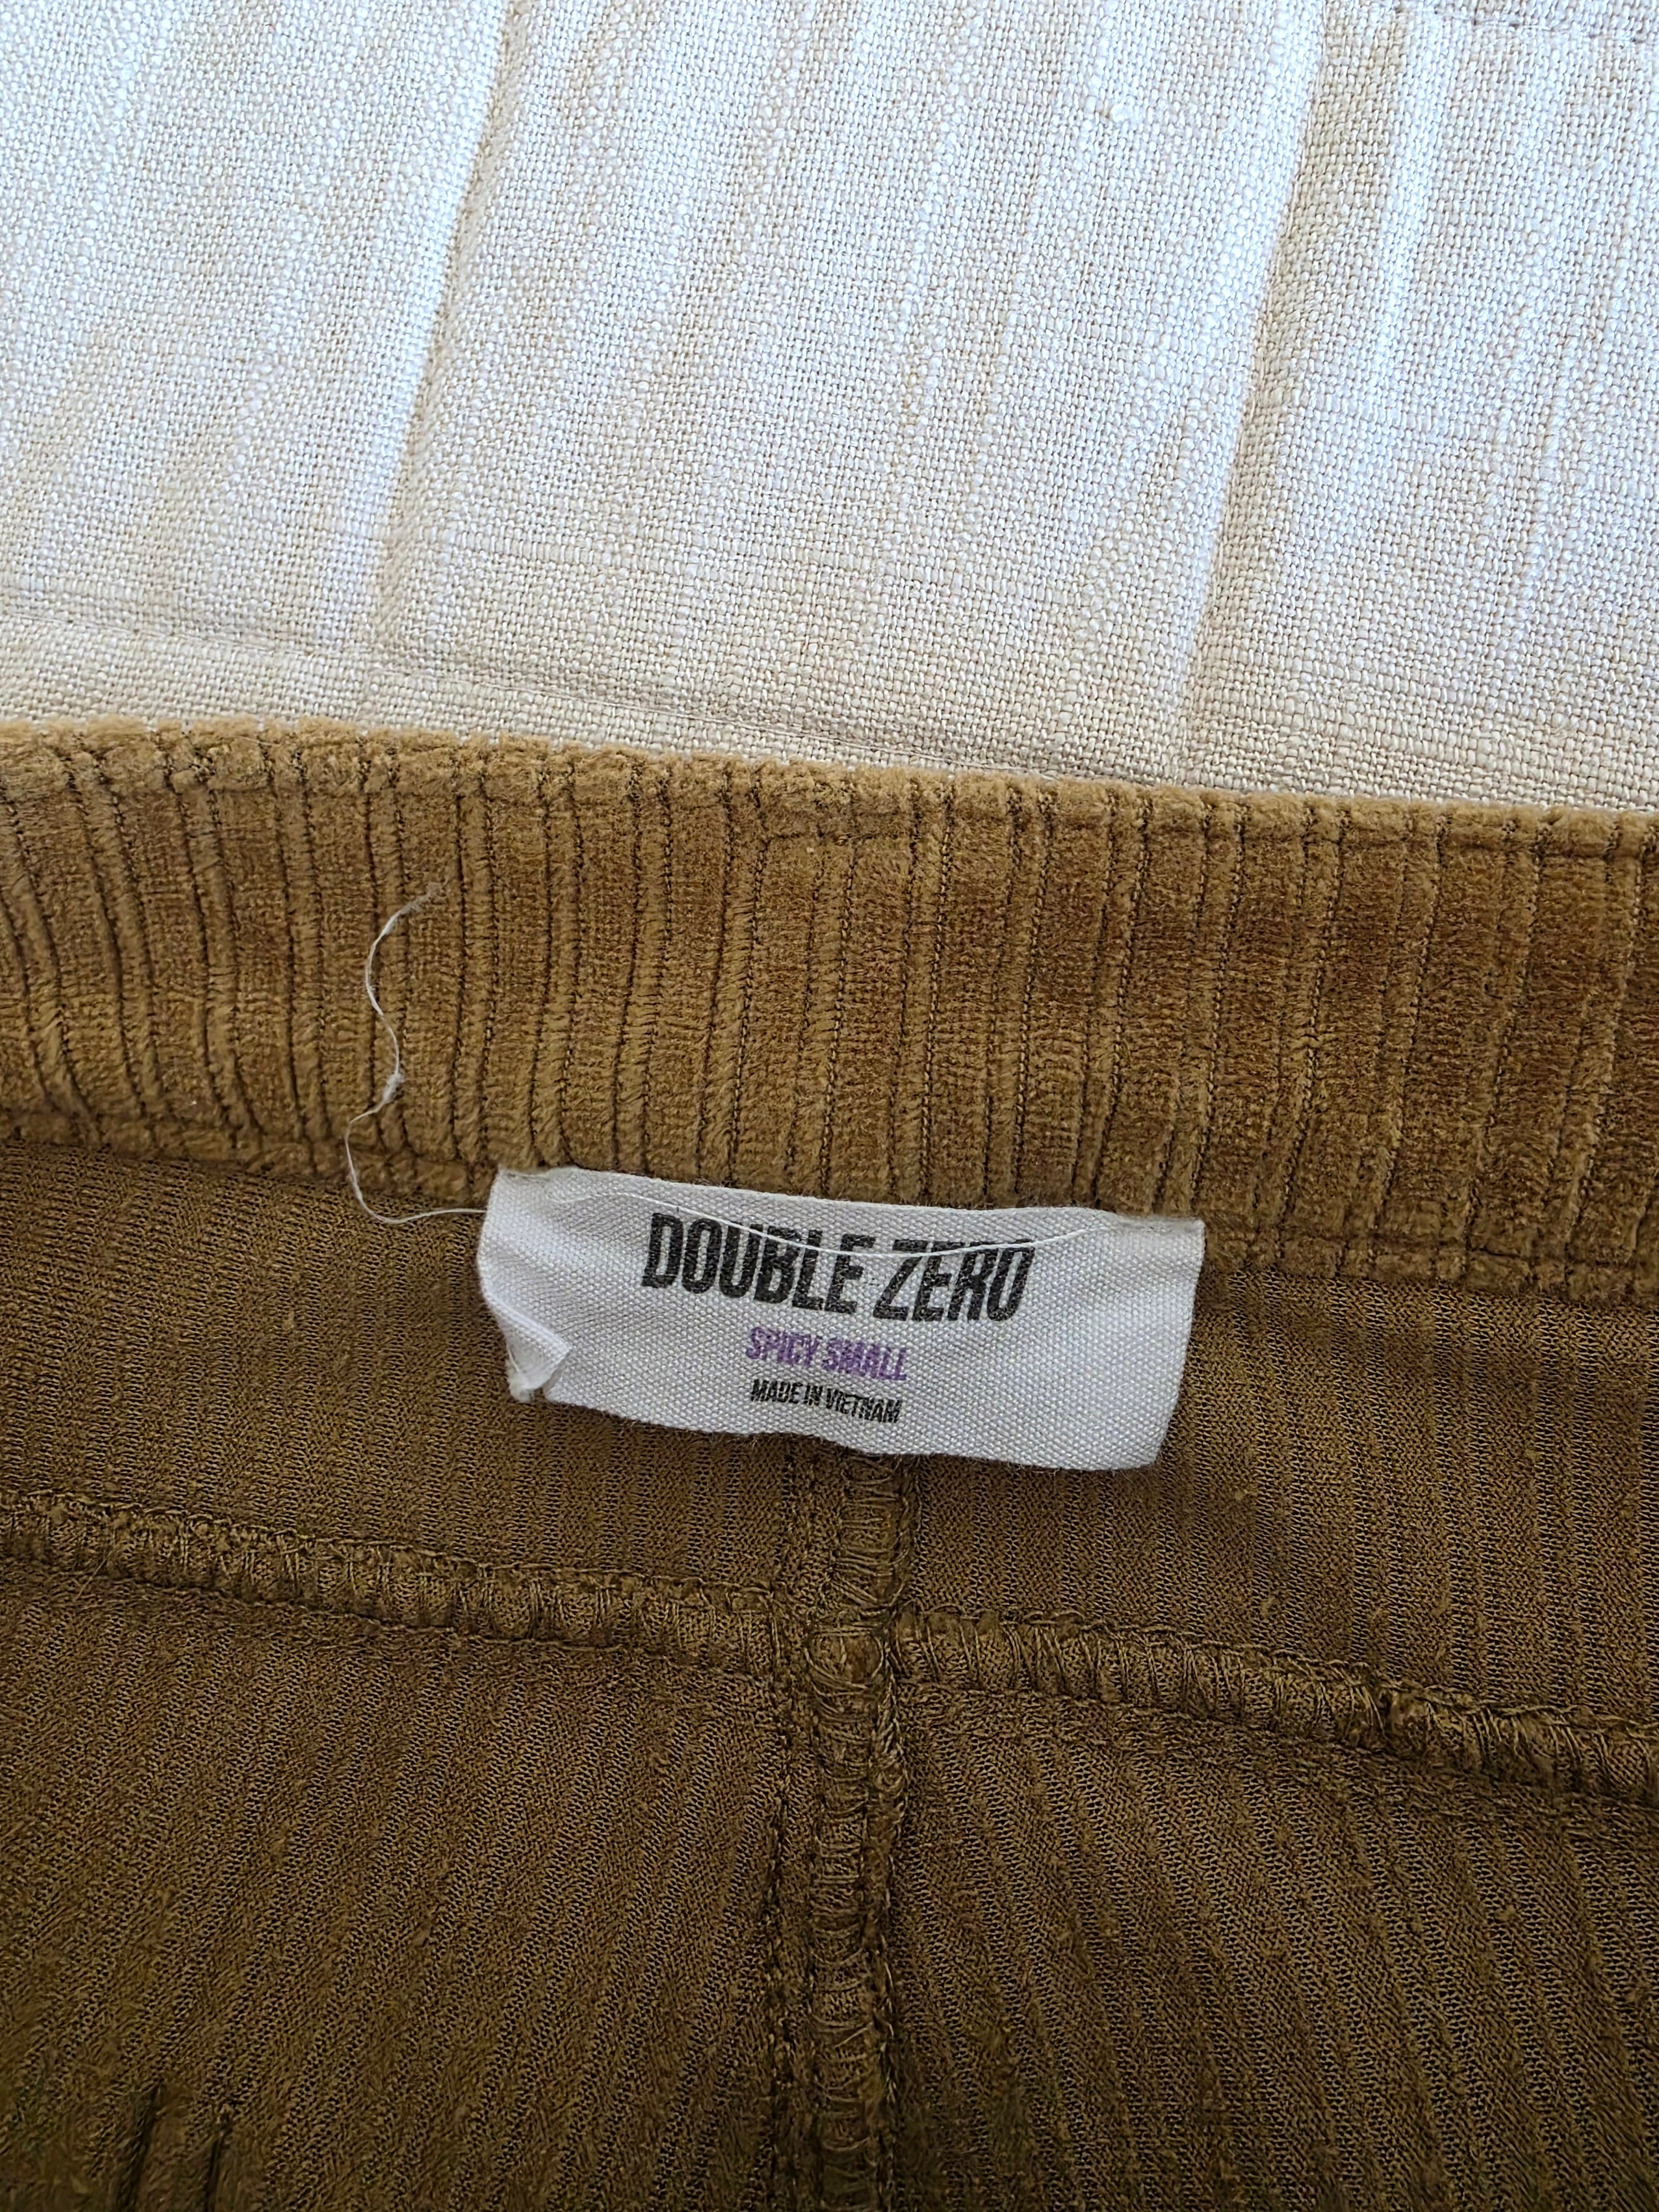 DOUBLE ZERO
SPICY SMALL
MADE IN VIETNAM